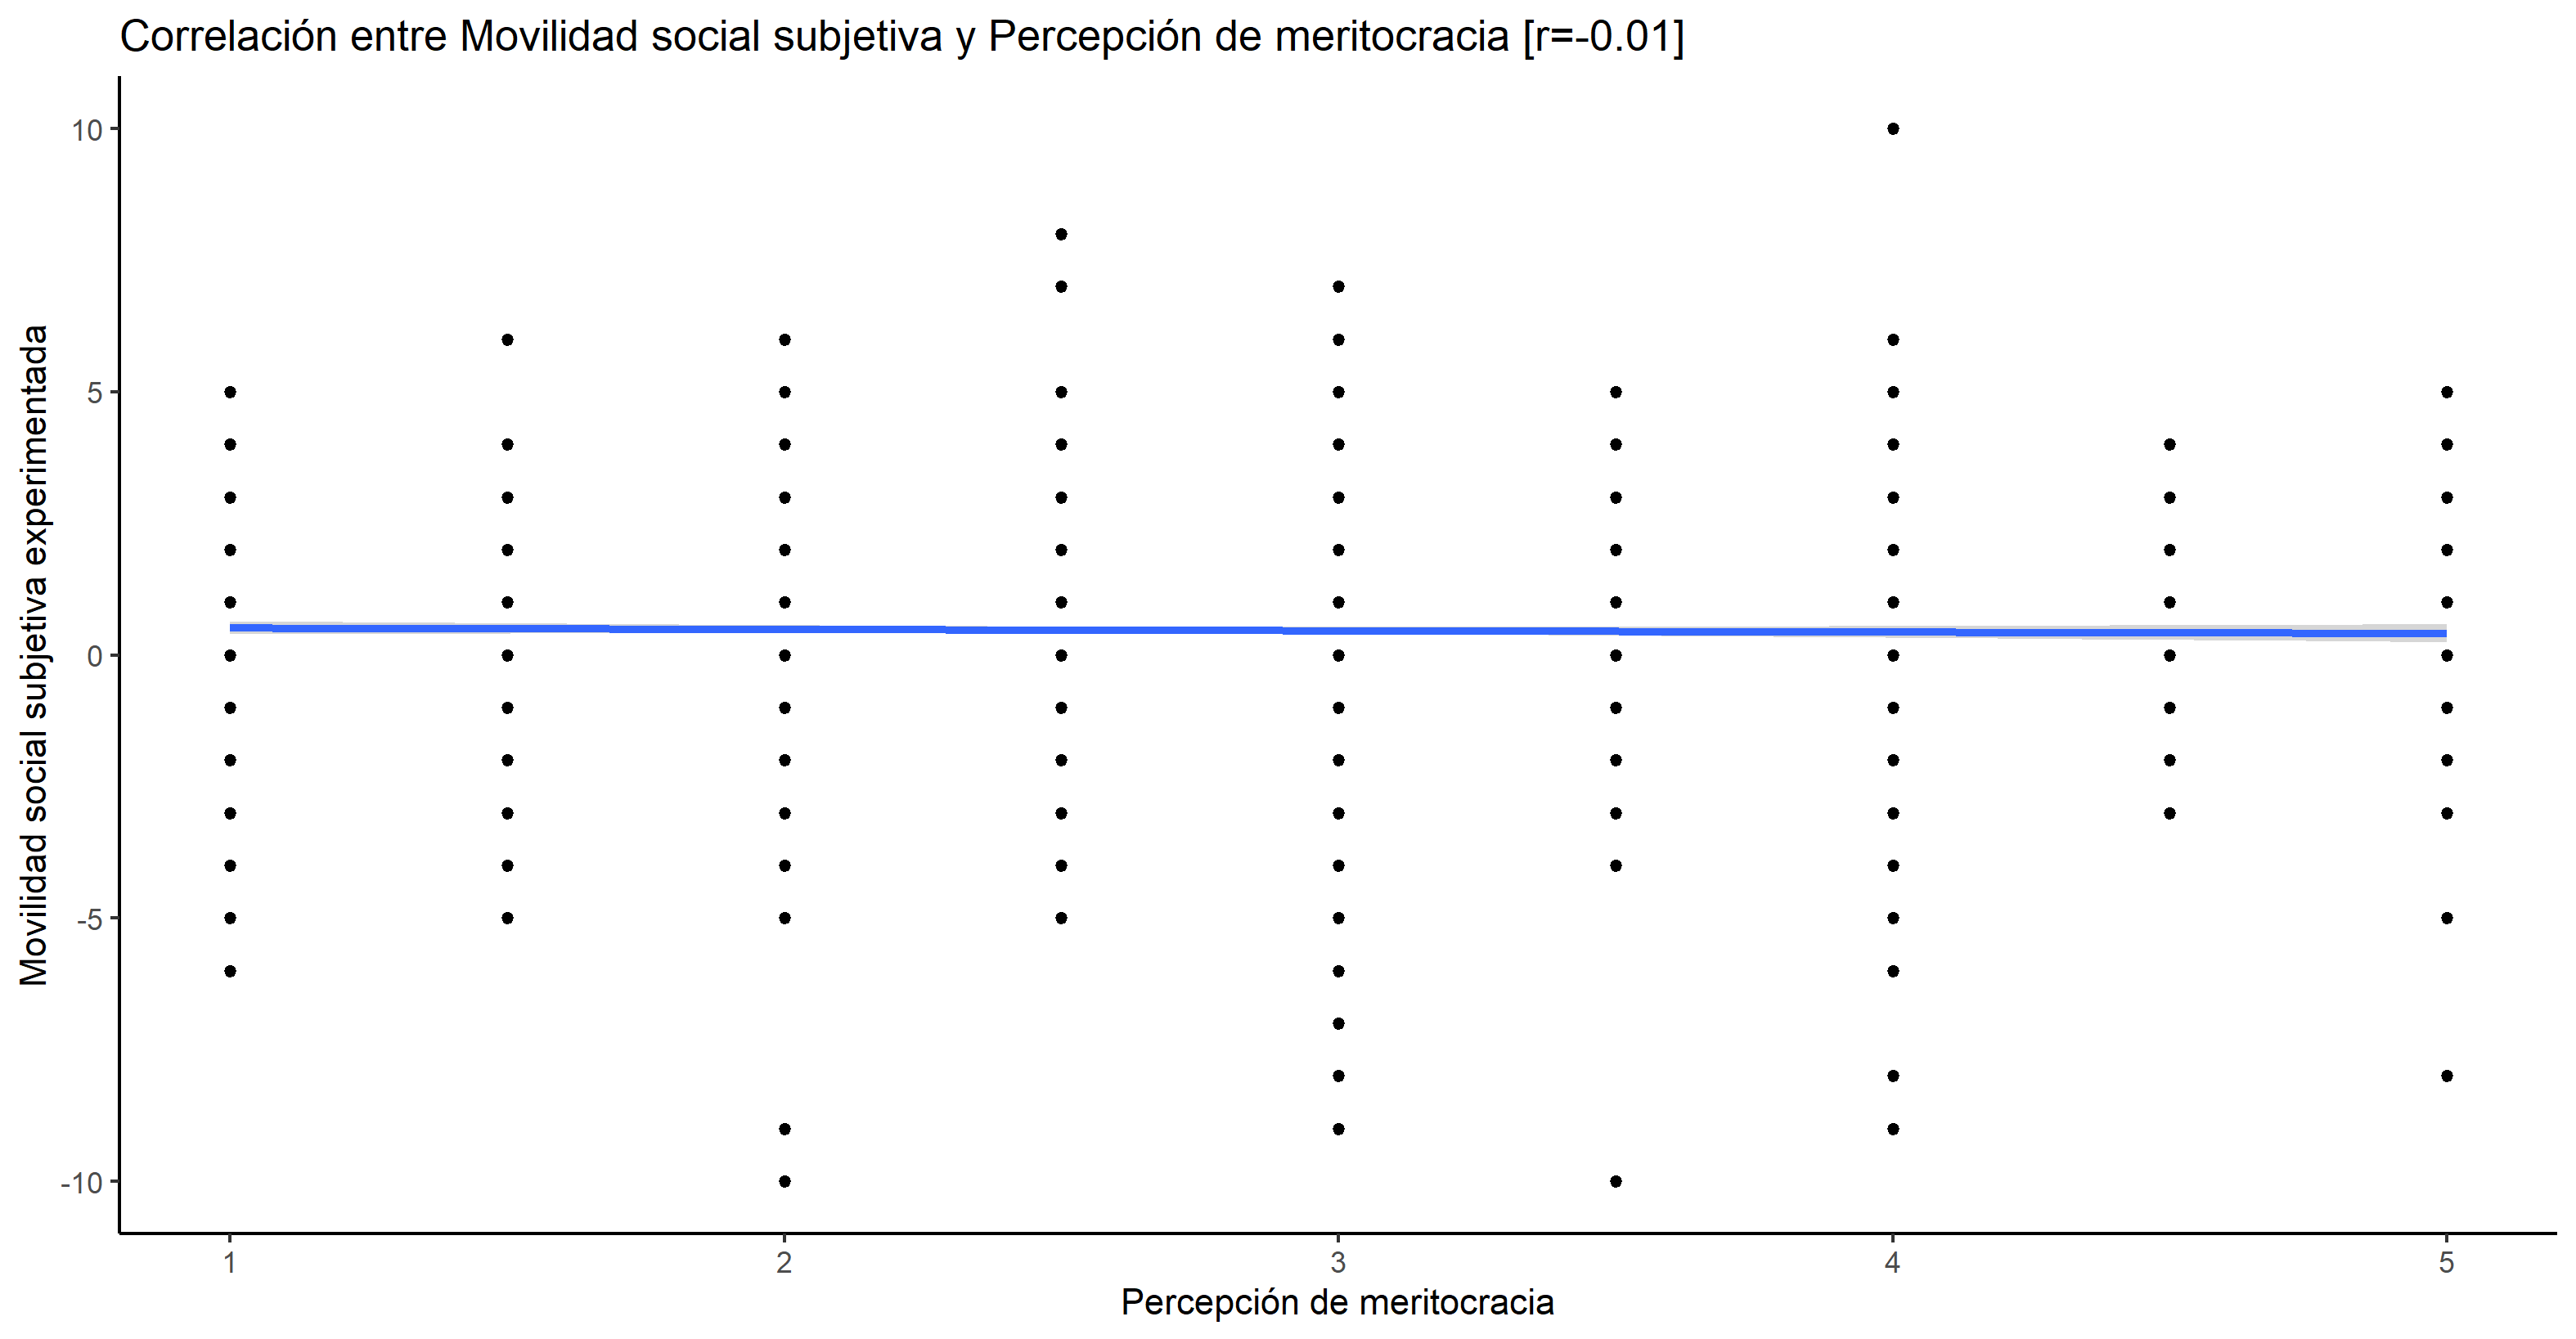 Correlación entre Movilidad social subjetiva y Percepción de meritocracia [r=-0.01]
Movilidad social subjetiva experimentada
10
5
0
-5
-10
1 2 3 4 5
Percepción de meritocracia